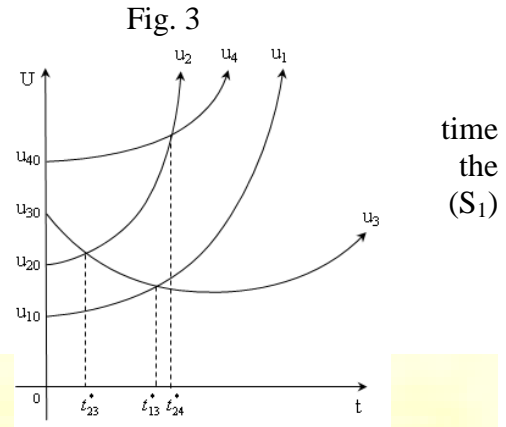 Fig. 3
u₂ u₄ u₁
U
time
u₄₀
the
u₃₀
(S₁)
u₃
u₂₀
u₁₀
0
t*₂₃ t*₁₃ t*₂₄ t